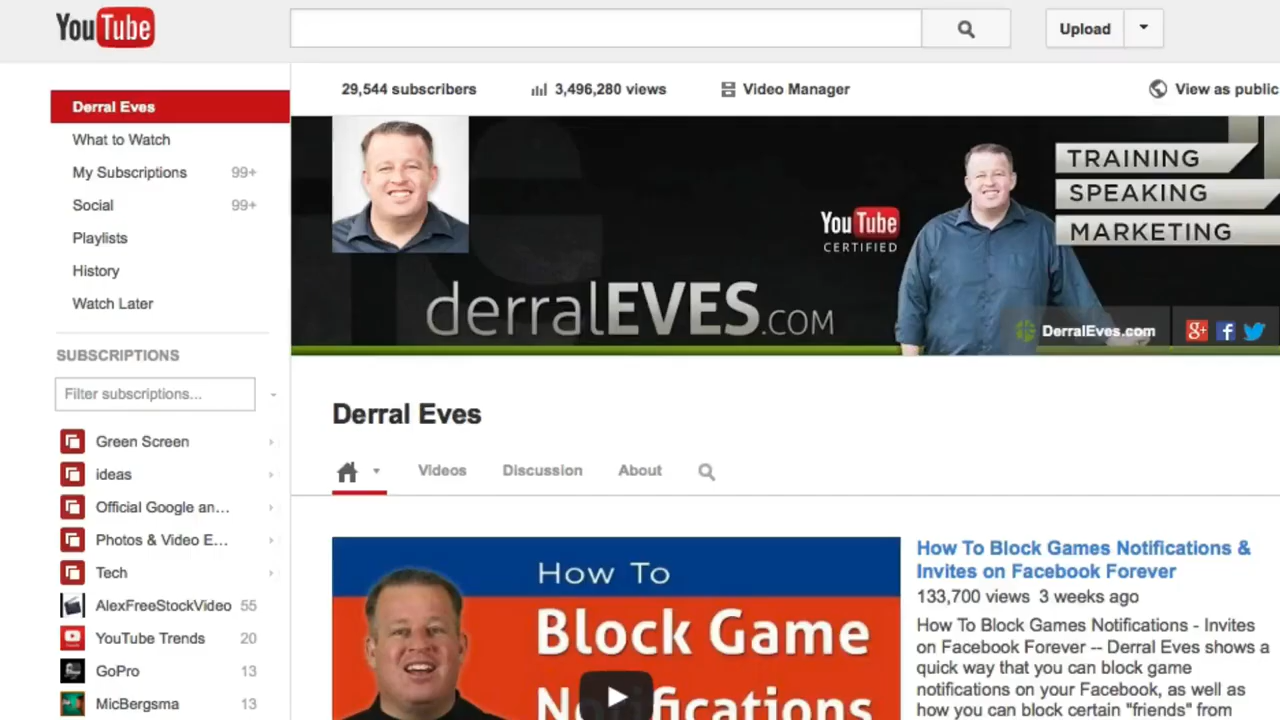 YouTube
Upload
29,544 subscribers
3,496,280 views
Video Manager
View as public
Derral Eves
What to Watch
My Subscriptions 99+
Social 99+
Playlists
History
Watch Later
SUBSCRIPTIONS
Filter subscriptions...
Green Screen
ideas
Official Google an...
Photos & Video E...
Tech
AlexFreeStockVideo 55
YouTube Trends 20
GoPro 13
MicBergsma 13
TRAINING
SPEAKING
MARKETING
YouTube
CERTIFIED
derralEVES.COM
DerralEves.com
Derral Eves
Videos
Discussion
About
How To
Block Game
Notifications
How To Block Games Notifications &
Invites on Facebook Forever
133,700 views 3 weeks ago
How To Block Games Notifications - Invites
on Facebook Forever -- Derral Eves shows a
quick way that you can block game
notifications on your Facebook, as well as
how you can block certain "friends" from